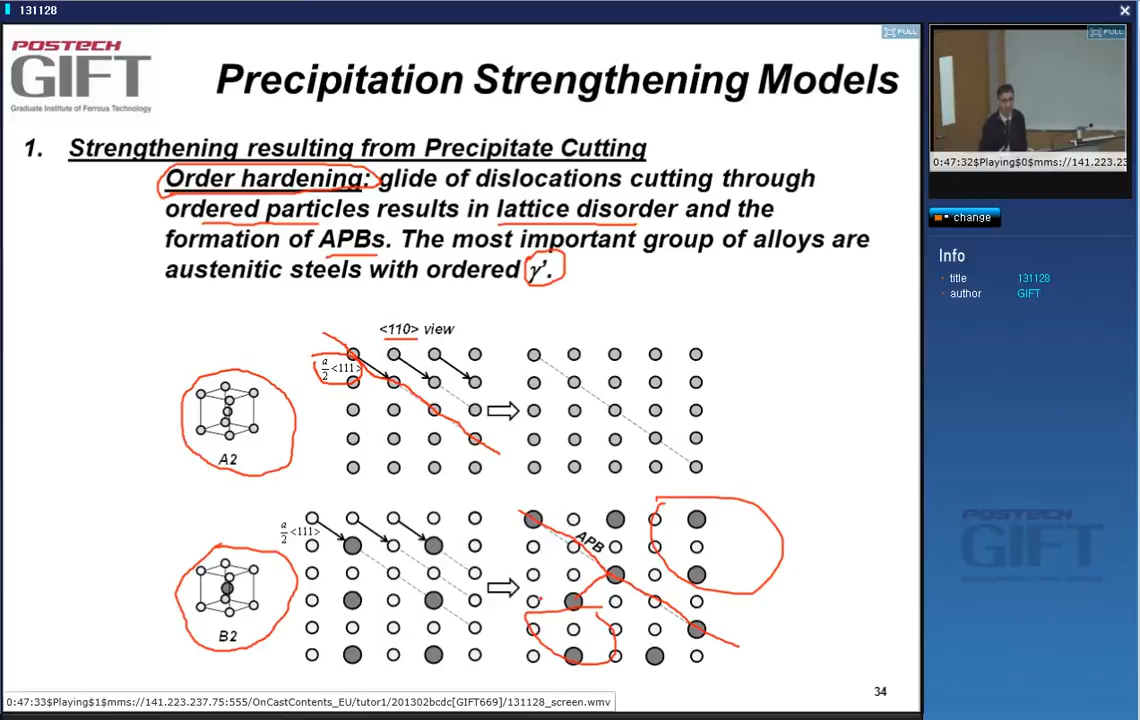 131128
POSTECH
GIFT
Graduate Institute of Ferrous Technology
Precipitation Strengthening Models
FULL
FULL
1. Strengthening resulting from Precipitate Cutting
Order hardening: glide of dislocations cutting through
ordered particles results in lattice disorder and the
formation of APBs. The most important group of alloys are
austenitic steels with ordered γ'.
<110> view
a/2 <111>
A2
a/2 <111>
APB
B2
34
0:47:32$Playing$0$mms://141.223.23
change
Info
title 131128
author GIFT
POSTECH
GIFT
0:47:33$Playing$1$mms://141.223.237.75:555/OnCastContents_EU/tutor1/201302bcdc[GIFT669]/131128_screen.wmv